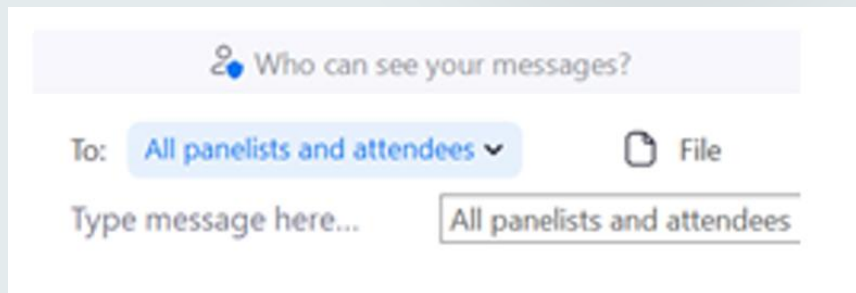 Who can see your messages?
To: All panelists and attendees File
Type message here... All panelists and attendees